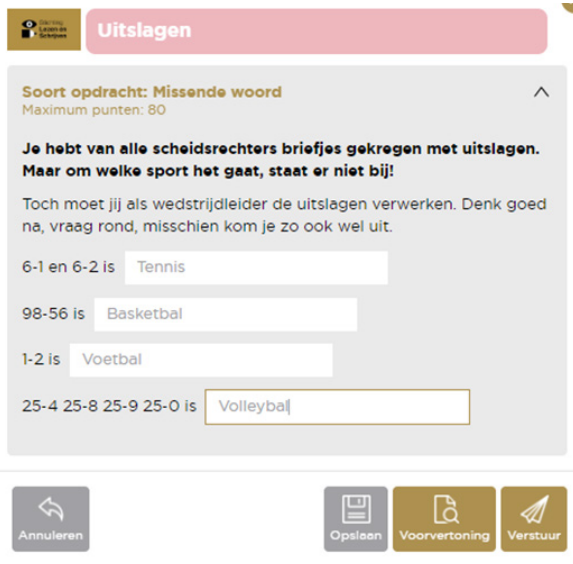 Stichting
Lezen en
Schrijven
Uitslagen
Soort opdracht: Missende woord
Maximum punten: 80
Je hebt van alle scheidsrechters briefjes gekregen met uitslagen.
Maar om welke sport het gaat, staat er niet bij!
Toch moet jij als wedstrijdleider de uitslagen verwerken. Denk goed
na, vraag rond, misschien kom je zo ook wel uit.
6-1 en 6-2 is Tennis
98-56 is Basketbal
1-2 is Voetbal
25-4 25-8 25-9 25-0 is Volleybal
Annuleren Opslaan Voorvertoning Verstuur